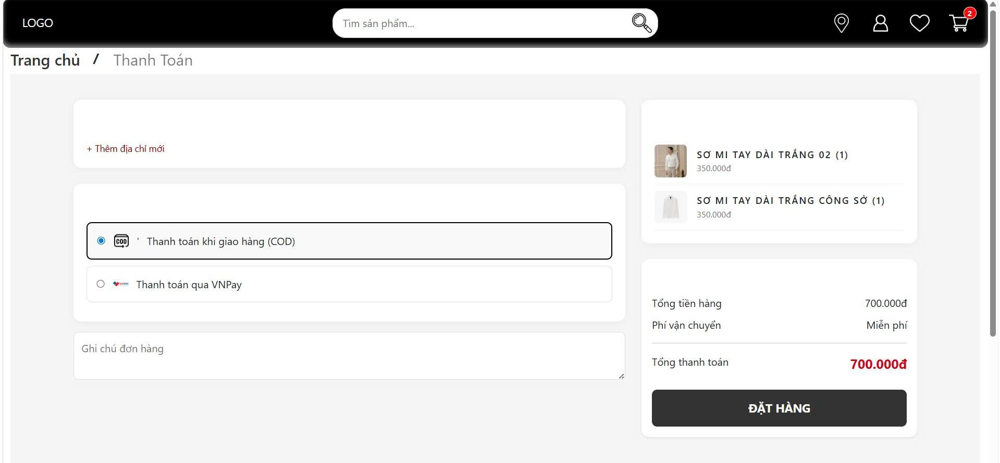 LOGO
Tìm sản phẩm...
2
Trang chủ / Thanh Toán
+ Thêm địa chỉ mới
COD ' Thanh toán khi giao hàng (COD)
VNPAY Thanh toán qua VNPay
Ghi chú đơn hàng
SƠ MI TAY DÀI TRẮNG 02 (1)
350.000đ
SƠ MI TAY DÀI TRẮNG CÔNG SỞ (1)
350.000đ
Tổng tiền hàng 700.000đ
Phí vận chuyển Miễn phí
Tổng thanh toán 700.000đ
ĐẶT HÀNG